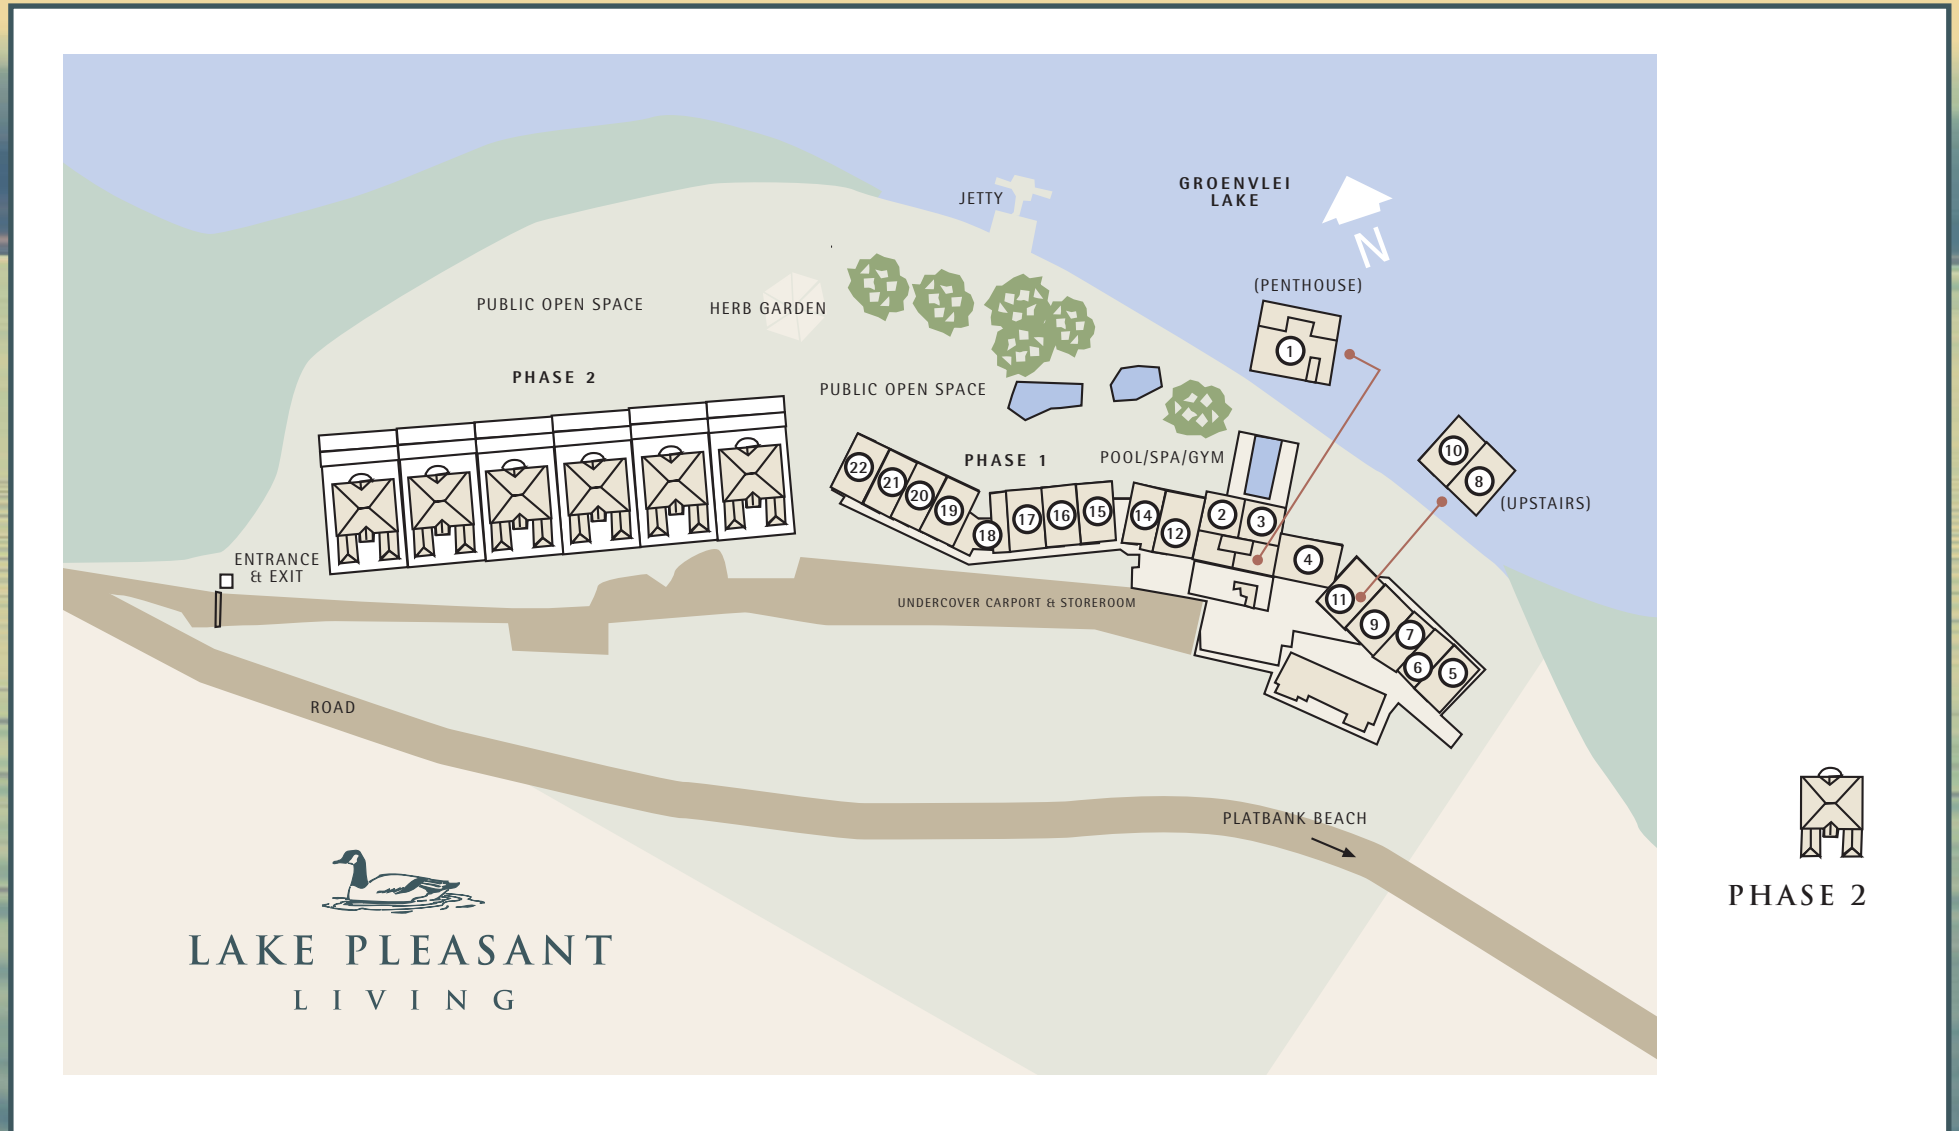 JETTY
GROENVLEI
LAKE
N
(PENTHOUSE)
1
PUBLIC OPEN SPACE
HERB GARDEN
PHASE 2
PUBLIC OPEN SPACE
10
8
(UPSTAIRS)
PHASE 1
POOL/SPA/GYM
22
21
20
19
18
17
16
15
14
12
2
3
4
11
9
7
6
5
ENTRANCE
& EXIT
UNDERCOVER CARPORT & STOREROOM
ROAD
PLATBANK BEACH
LAKE PLEASANT
LIVING
PHASE 2